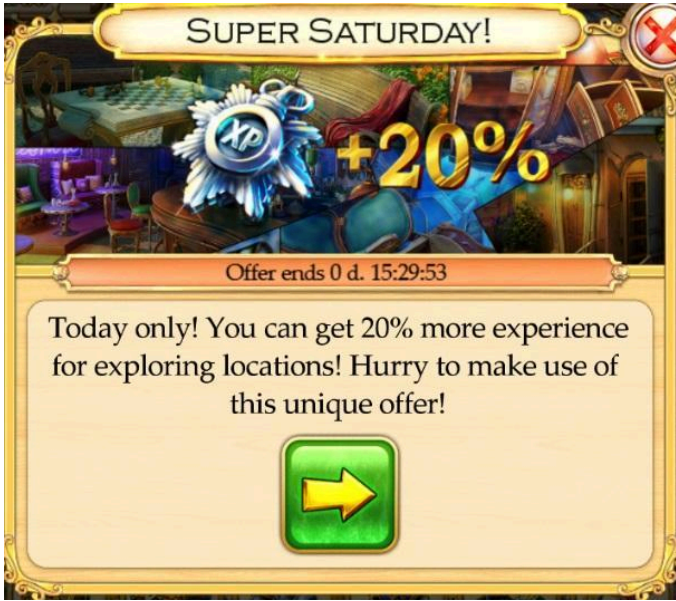 SUPER SATURDAY!
XP
+20%
Offer ends 0 d. 15:29:53
Today only! You can get 20% more experience
for exploring locations! Hurry to make use of
this unique offer!